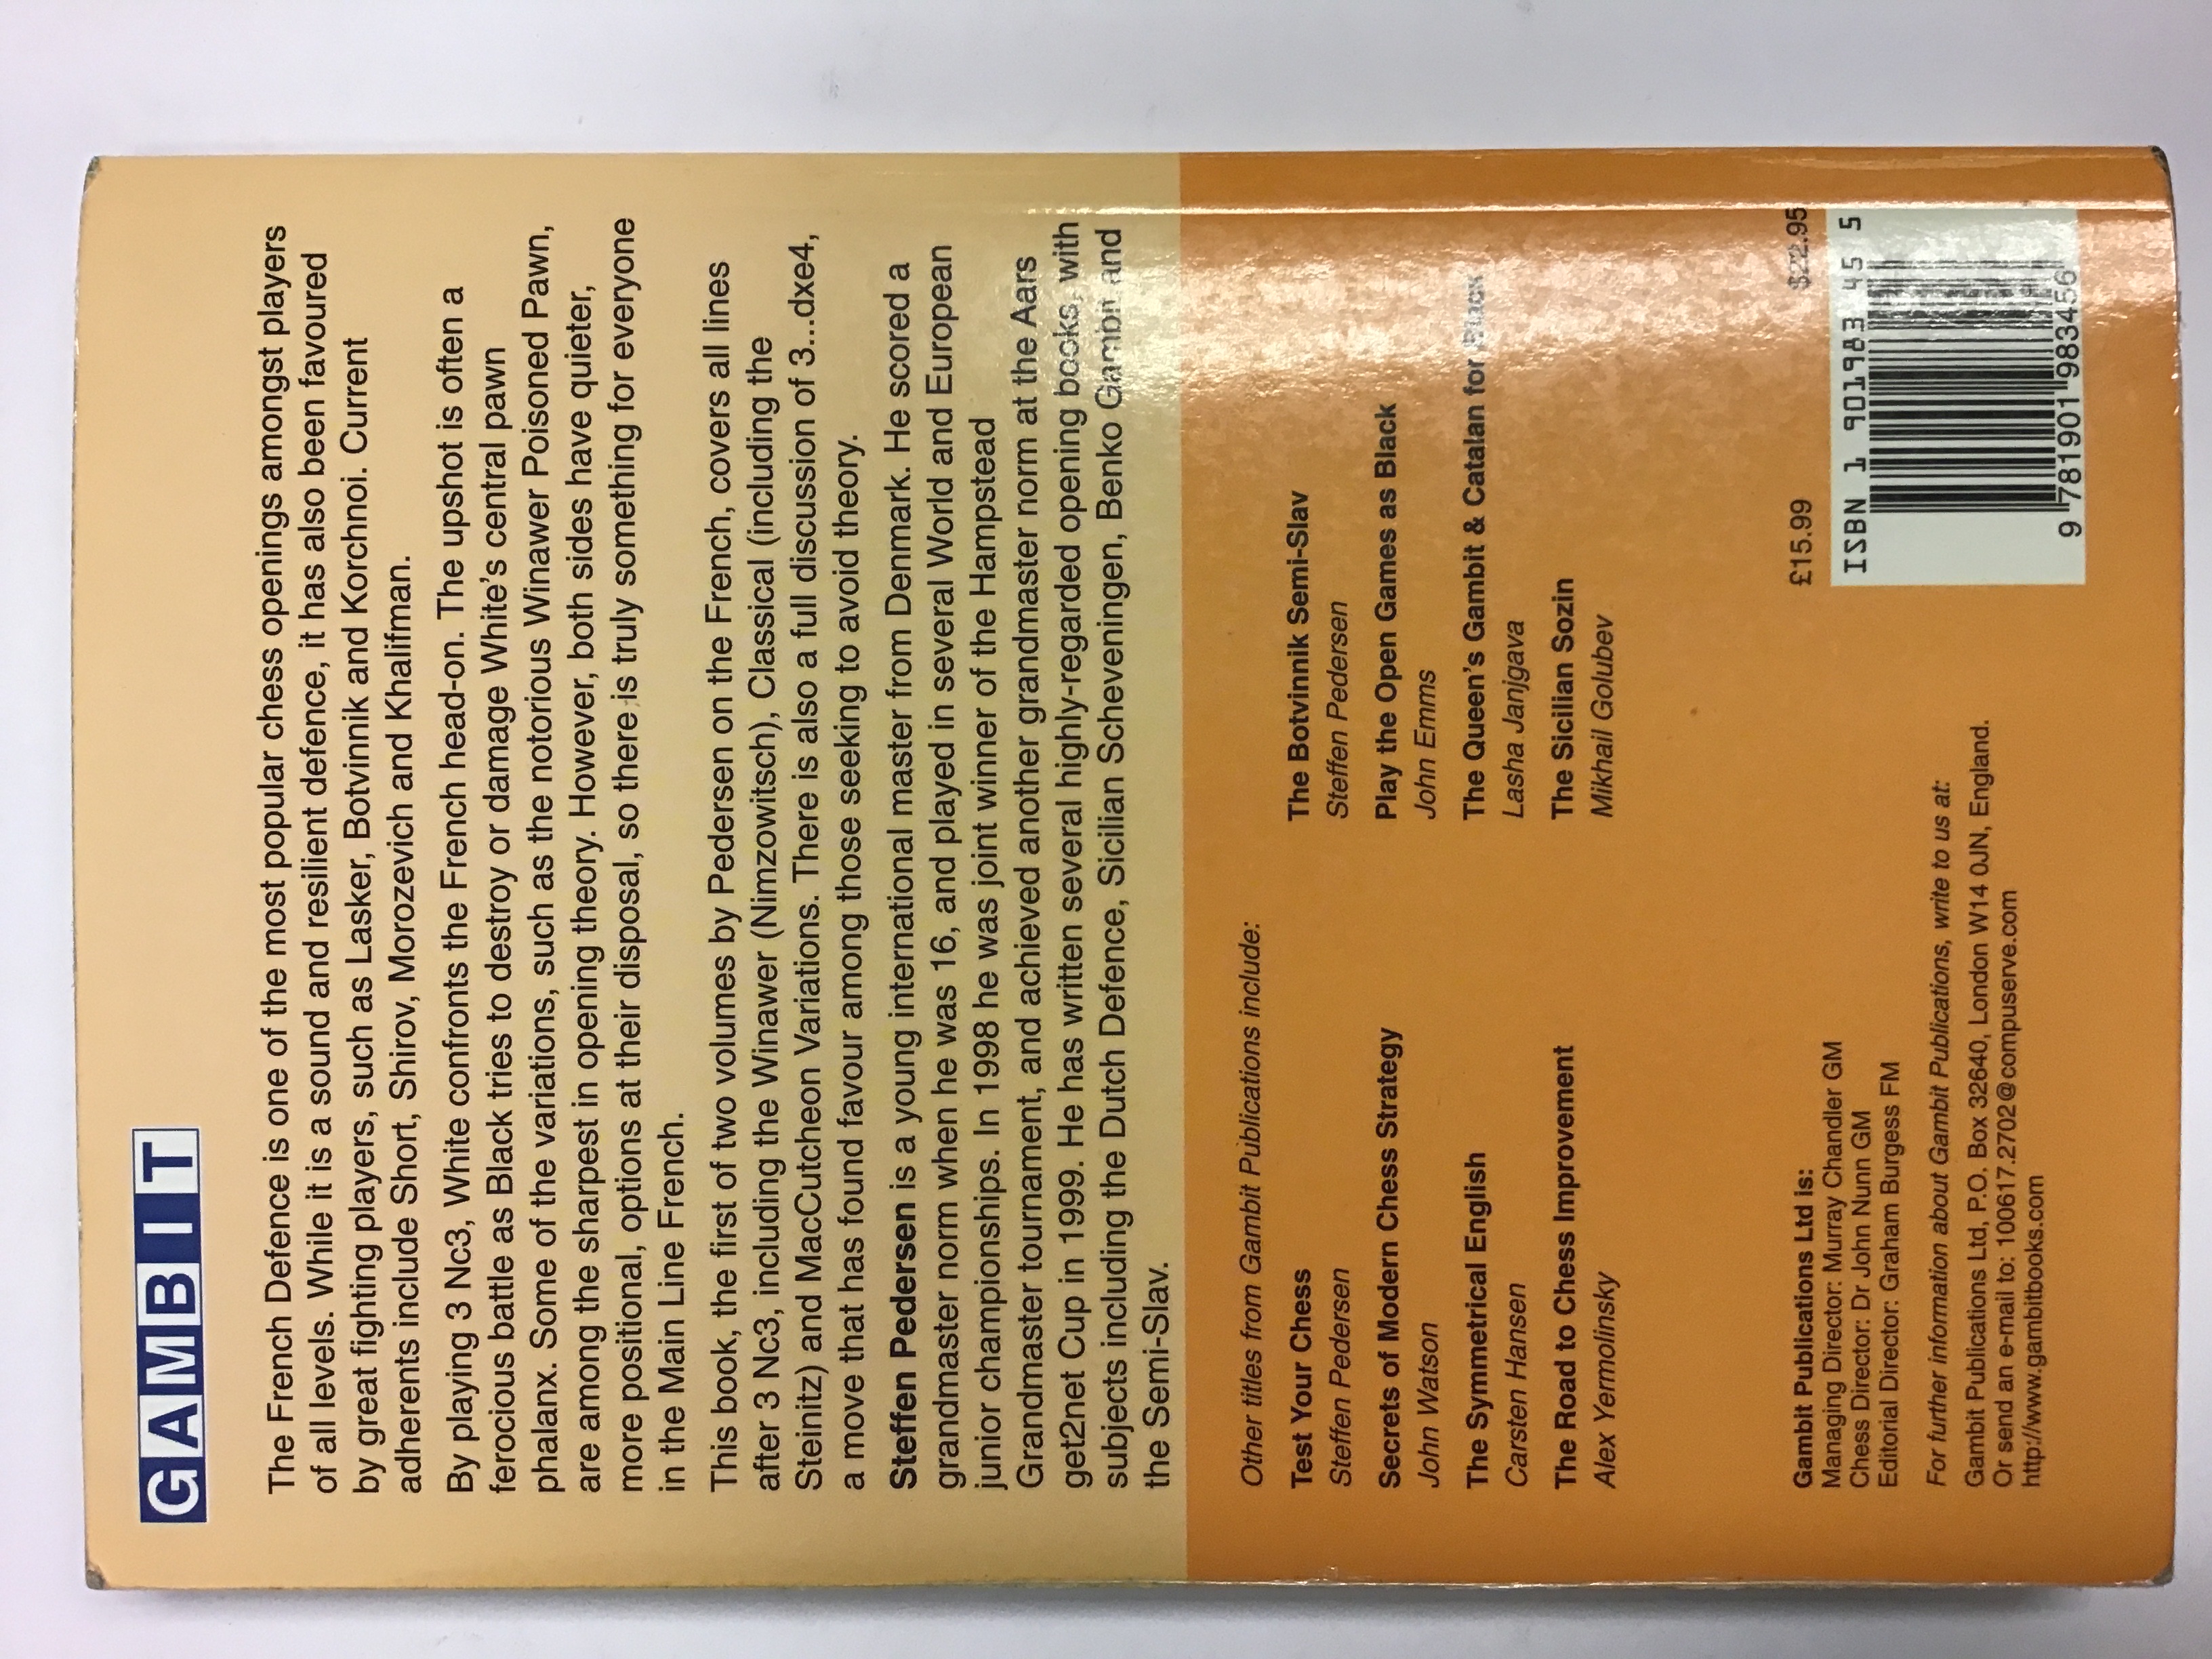 GAMBIT
The French Defence is one of the most popular chess openings amongst players
of all levels. While it is a sound and resilient defence, it has also been favoured
by great fighting players, such as Lasker, Botvinnik and Korchnoi. Current
adherents include Short, Shirov, Morozevich and Khalifman.
By playing 3 Nc3, White confronts the French head-on. The upshot is often a
ferocious battle as Black tries to destroy or damage White's central pawn
phalanx. Some of the variations, such as the notorious Winawer Poisoned Pawn,
are among the sharpest in opening theory. However, both sides have quieter,
more positional, options at their disposal, so there is truly something for everyone
in the Main Line French.
This book, the first of two volumes by Pedersen on the French, covers all lines
after 3 Nc3, including the Winawer (Nimzowitsch), Classical (including the
Steinitz) and MacCutcheon Variations. There is also a full discussion of 3...dxe4,
a move that has found favour among those seeking to avoid theory.
Steffen Pedersen is a young international master from Denmark. He scored a
grandmaster norm when he was 16, and played in several World and European
junior championships. In 1998 he was joint winner of the Hampstead
Grandmaster tournament, and achieved another grandmaster norm at the Aars
get2net Cup in 1999. He has written several highly-regarded opening books, with
subjects including the Dutch Defence, Sicilian Scheveningen, Benko Gambit and
the Semi-Slav.
Other titles from Gambit Publications include:
Test Your Chess
Steffen Pedersen
Secrets of Modern Chess Strategy
John Watson
The Symmetrical English
Carsten Hansen
The Road to Chess Improvement
Alex Yermolinsky
The Botvinnik Semi-Slav
Steffen Pedersen
Play the Open Games as Black
John Emms
The Queen's Gambit & Catalan for Black
Lasha Janjgava
The Sicilian Sozin
Mikhail Golubev
Gambit Publications Ltd is:
Managing Director: Murray Chandler GM
Chess Director: Dr John Nunn GM
Editorial Director: Graham Burgess FM
For further information about Gambit Publications, write to us at:
Gambit Publications Ltd, P.O. Box 32640, London W14 0JN, England.
Or send an e-mail to: 100617.2702@compuserve.com
http://www.gambitbooks.com
£15.99 $22.95
ISBN 1 901983 45 5
9 781901 983456